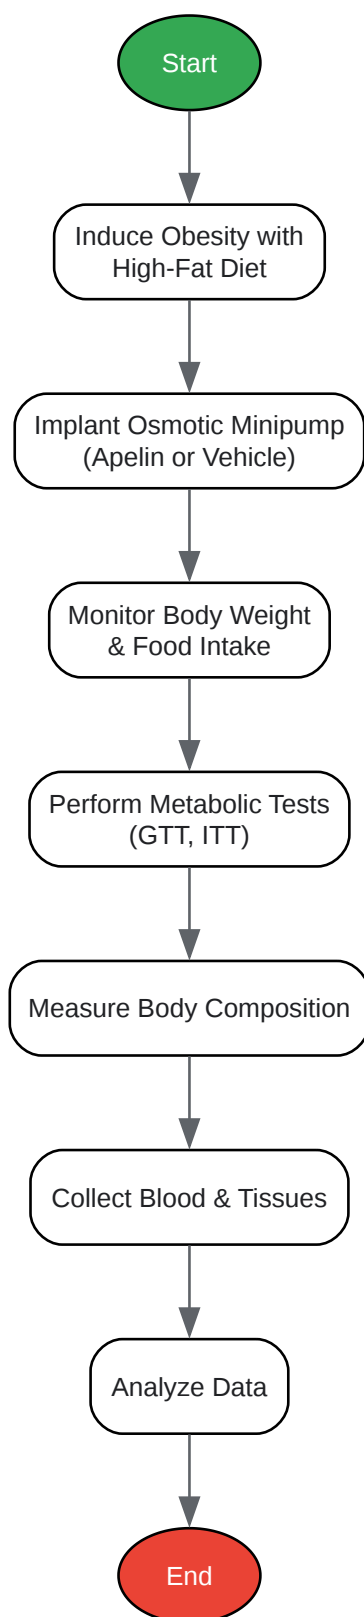 Start
Induce Obesity with
High-Fat Diet
Implant Osmotic Minipump
(Apelin or Vehicle)
Monitor Body Weight
& Food Intake
Perform Metabolic Tests
(GTT, ITT)
Measure Body Composition
Collect Blood & Tissues
Analyze Data
End